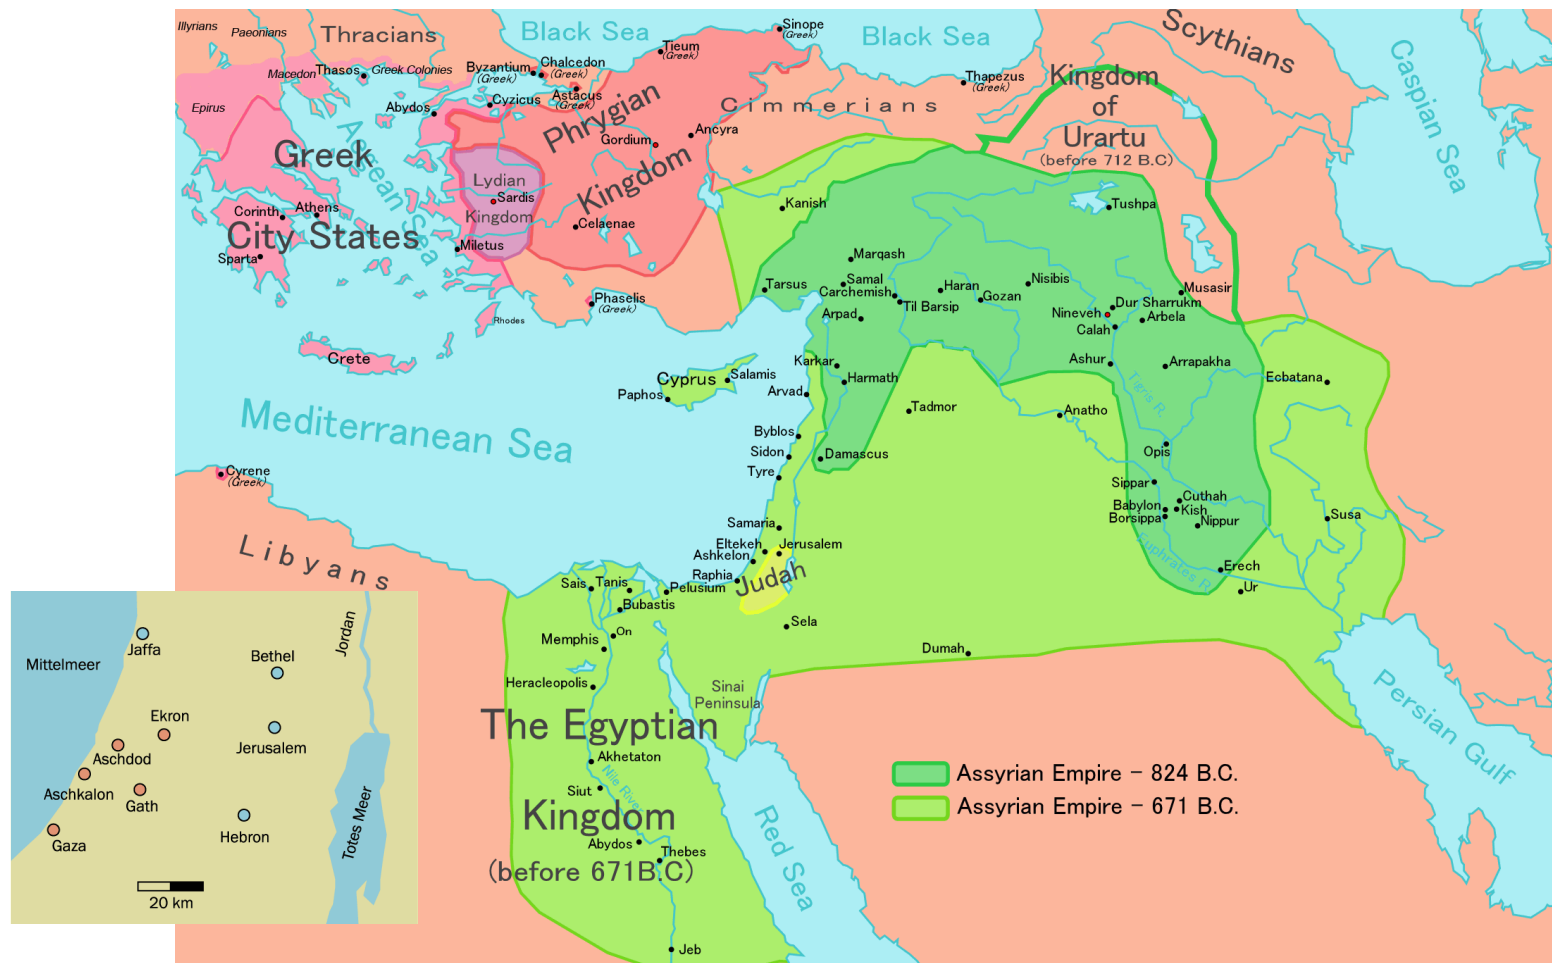 Illyrians
Paeonians
Thracians
Black Sea
Black Sea
Sinope
(Greek)
Scythians
Caspian Sea
Macedon
Thasos
Greek Colonies
Byzantium
(Greek)
Chalcedon
(Greek)
Tieum
(Greek)
Thapezus
(Greek)
Kingdom
of
Urartu
(before 712 B.C)
Epirus
Abydos
Cyzicus
Astacus
(Greek)
Cimmerians
Phrygian
Kingdom
Gordium
Ancyra
Aegean Sea
Greek
City States
Lydian
Kingdom
Sardis
Celaenae
Kanish
Tushpa
Corinth
Athens
Sparta
Miletus
Marqash
Tarsus
Samal
Carchemish
Haran
Gozan
Nisibis
Musasir
Til Barsip
Dur Sharrukm
Nineveh
Arbela
Calah
Arpad
Phaselis
(Greek)
Rhodes
Crete
Karkar
Harmath
Ashur
Arrapakha
Ecbatana
Cyprus
Salamis
Paphos
Arvad
Tadmor
Anatho
Tigris R.
Mediterranean Sea
Byblos
Sidon
Tyre
Damascus
Opis
Cyrene
(Greek)
Sippar
Cuthah
Babylon
Kish
Borsippa
Nippur
Susa
Samaria
Eltekeh
Jerusalem
Ashkelon
Euphrates R.
Erech
Ur
Libyans
Raphia
Judah
Sais
Tanis
Pelusium
Bubastis
On
Memphis
Sela
Dumah
Heracleopolis
Sinai
Peninsula
Persian Gulf
The Egyptian
Kingdom
(before 671B.C)
Akhetaton
Nile River
Siut
Abydos
Thebes
Jeb
Red Sea
Assyrian Empire – 824 B.C.
Assyrian Empire – 671 B.C.
Mittelmeer
Jaffa
Jordan
Bethel
Ekron
Jerusalem
Aschdod
Aschkalon
Gath
Gaza
Hebron
Totes Meer
20 km